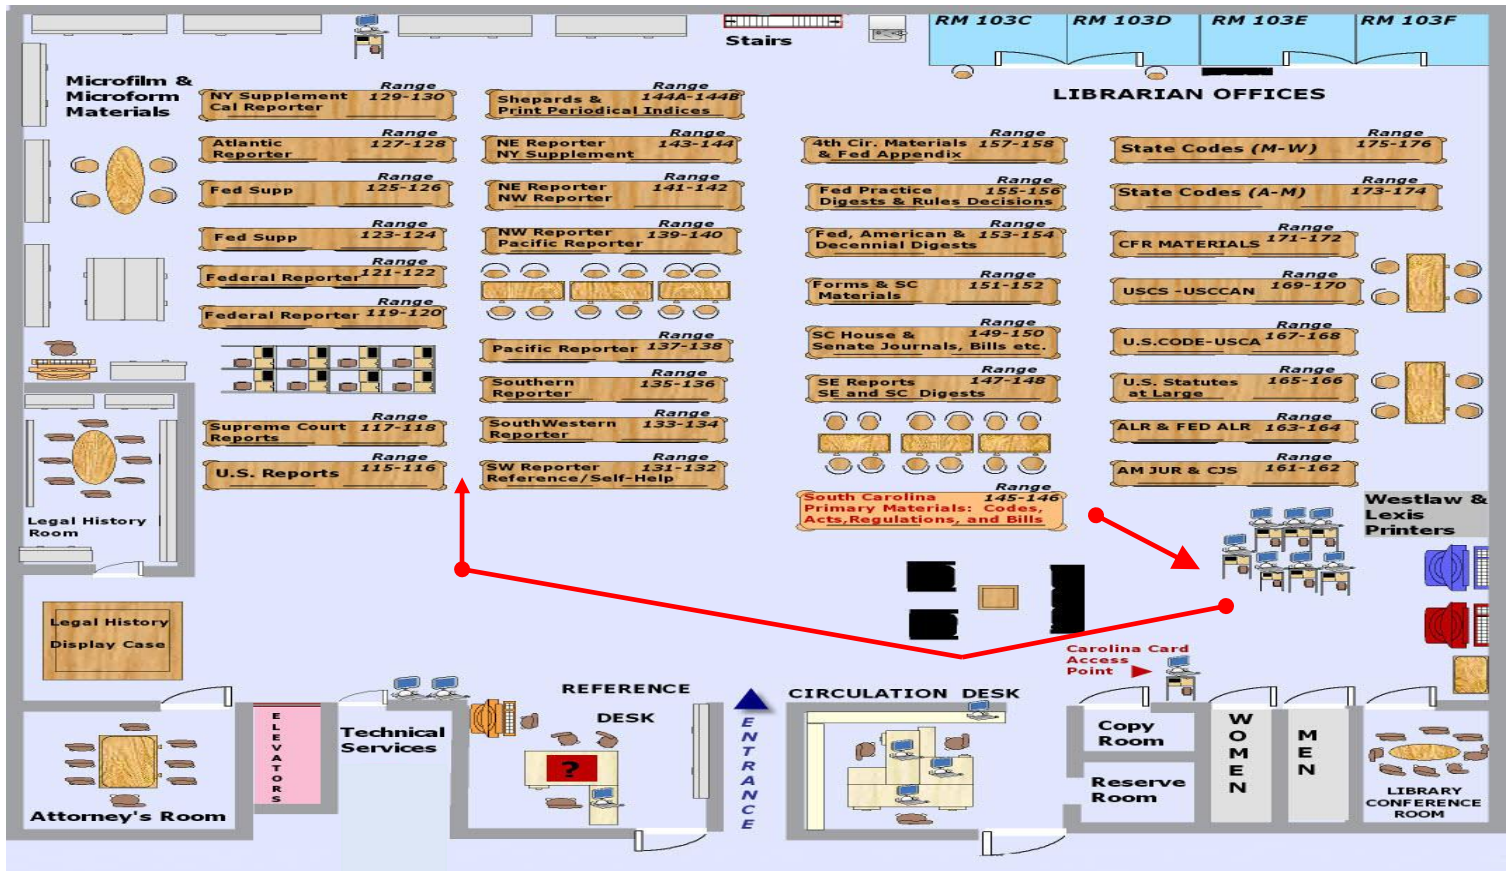 RM 103C
RM 103D
RM 103E
RM 103F
Stairs
LIBRARIAN OFFICES
Microfilm &
Microform
Materials
Range
NY Supplement 129-130
Cal Reporter
Range
Atlantic 127-128
Reporter
Range
Fed Supp 125-126
Range
Fed Supp 123-124
Range
Federal Reporter 121-122
Range
Federal Reporter 119-120
Range
Supreme Court 117-118
Reports
Range
U.S. Reports 115-116
Range
Shepards & 144A-144B
Print Periodical Indices
Range
NE Reporter 143-144
NY Supplement
Range
NE Reporter 141-142
NW Reporter
Range
NW Reporter 139-140
Pacific Reporter
Range
Pacific Reporter 137-138
Range
Southern 135-136
Reporter
Range
SouthWestern 133-134
Reporter
Range
SW Reporter 131-132
Reference/Self-Help
Range
4th Cir. Materials 157-158
& Fed Appendix
Range
Fed Practice 155-156
Digests & Rules Decisions
Range
Fed, American & 153-154
Decennial Digests
Range
Forms & SC 151-152
Materials
Range
SC House & 149-150
Senate Journals, Bills etc.
Range
SE Reports 147-148
SE and SC Digests
Range
South Carolina 145-146
Primary Materials: Codes,
Acts,Regulations, and Bills
Range
State Codes (M-W) 175-176
Range
State Codes (A-M) 173-174
Range
CFR MATERIALS 171-172
Range
USCS -USCCAN 169-170
Range
U.S.CODE-USCA 167-168
Range
U.S. Statutes 165-166
at Large
Range
ALR & FED ALR 163-164
Range
AM JUR & CJS 161-162
Westlaw &
Lexis
Printers
Legal History
Room
Legal History
Display Case
Carolina Card
Access
Point
REFERENCE
DESK
?
ENTRANCE
CIRCULATION DESK
Attorney's Room
ELEVATORS
Technical
Services
Copy
Room
Reserve
Room
WOMEN
MEN
LIBRARY
CONFERENCE
ROOM